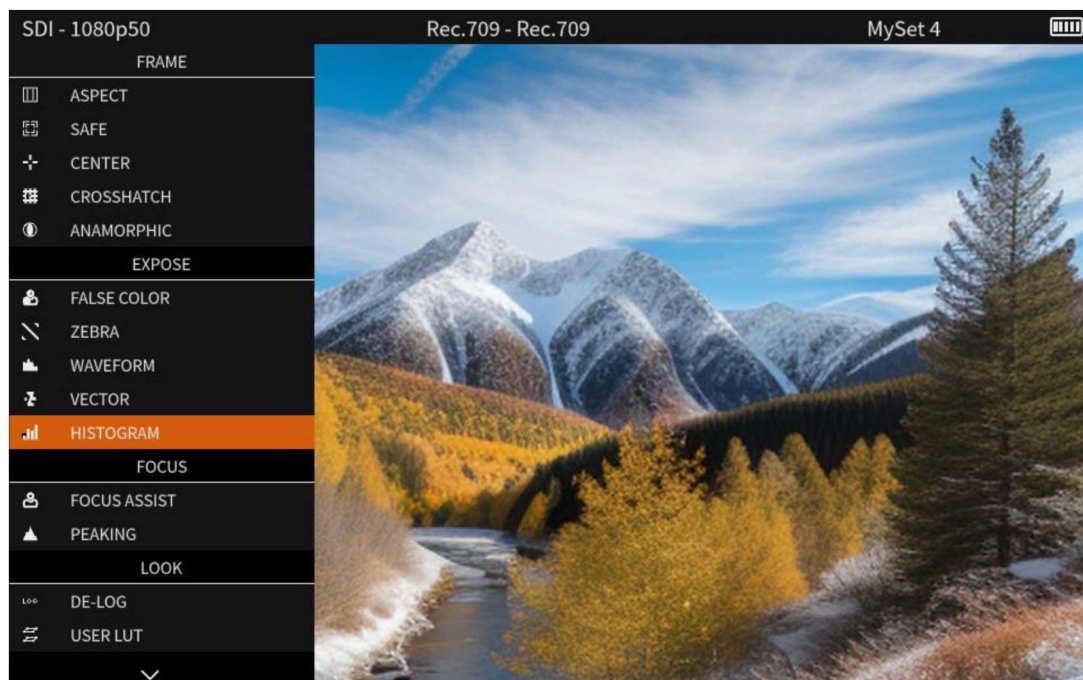 SDI - 1080p50 Rec.709 - Rec.709 MySet 4
FRAME
ASPECT
SAFE
CENTER
CROSSHATCH
ANAMORPHIC
EXPOSE
FALSE COLOR
ZEBRA
WAVEFORM
VECTOR
HISTOGRAM
FOCUS
FOCUS ASSIST
PEAKING
LOOK
LOG DE-LOG
USER LUT